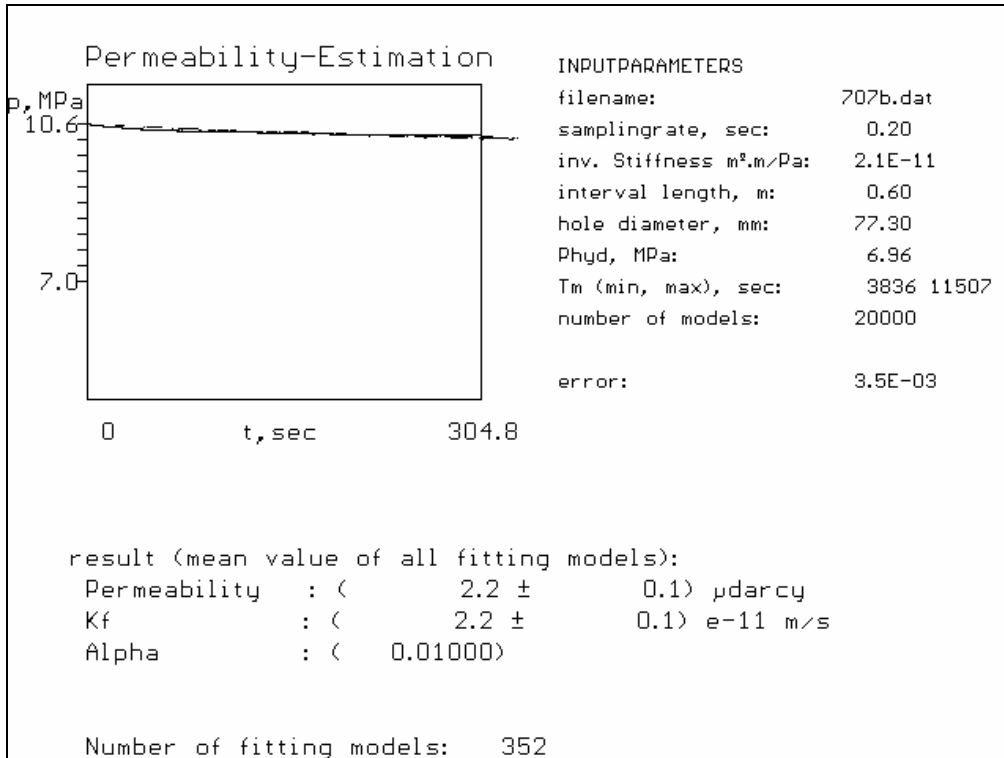 Permeability-Estimation
p,MPa
10.6
7.0
0 t,sec 304.8
INPUTPARAMETERS
filename: 707b.dat
samplingrate, sec: 0.20
inv. Stiffness m².m/Pa: 2.1E-11
interval length, m: 0.60
hole diameter, mm: 77.30
Phyd, MPa: 6.96
Tm (min, max), sec: 3836 11507
number of models: 20000
error: 3.5E-03
result (mean value of all fitting models):
Permeability : ( 2.2 ± 0.1) µdarcy
Kf : ( 2.2 ± 0.1) e-11 m/s
Alpha : ( 0.01000)
Number of fitting models: 352